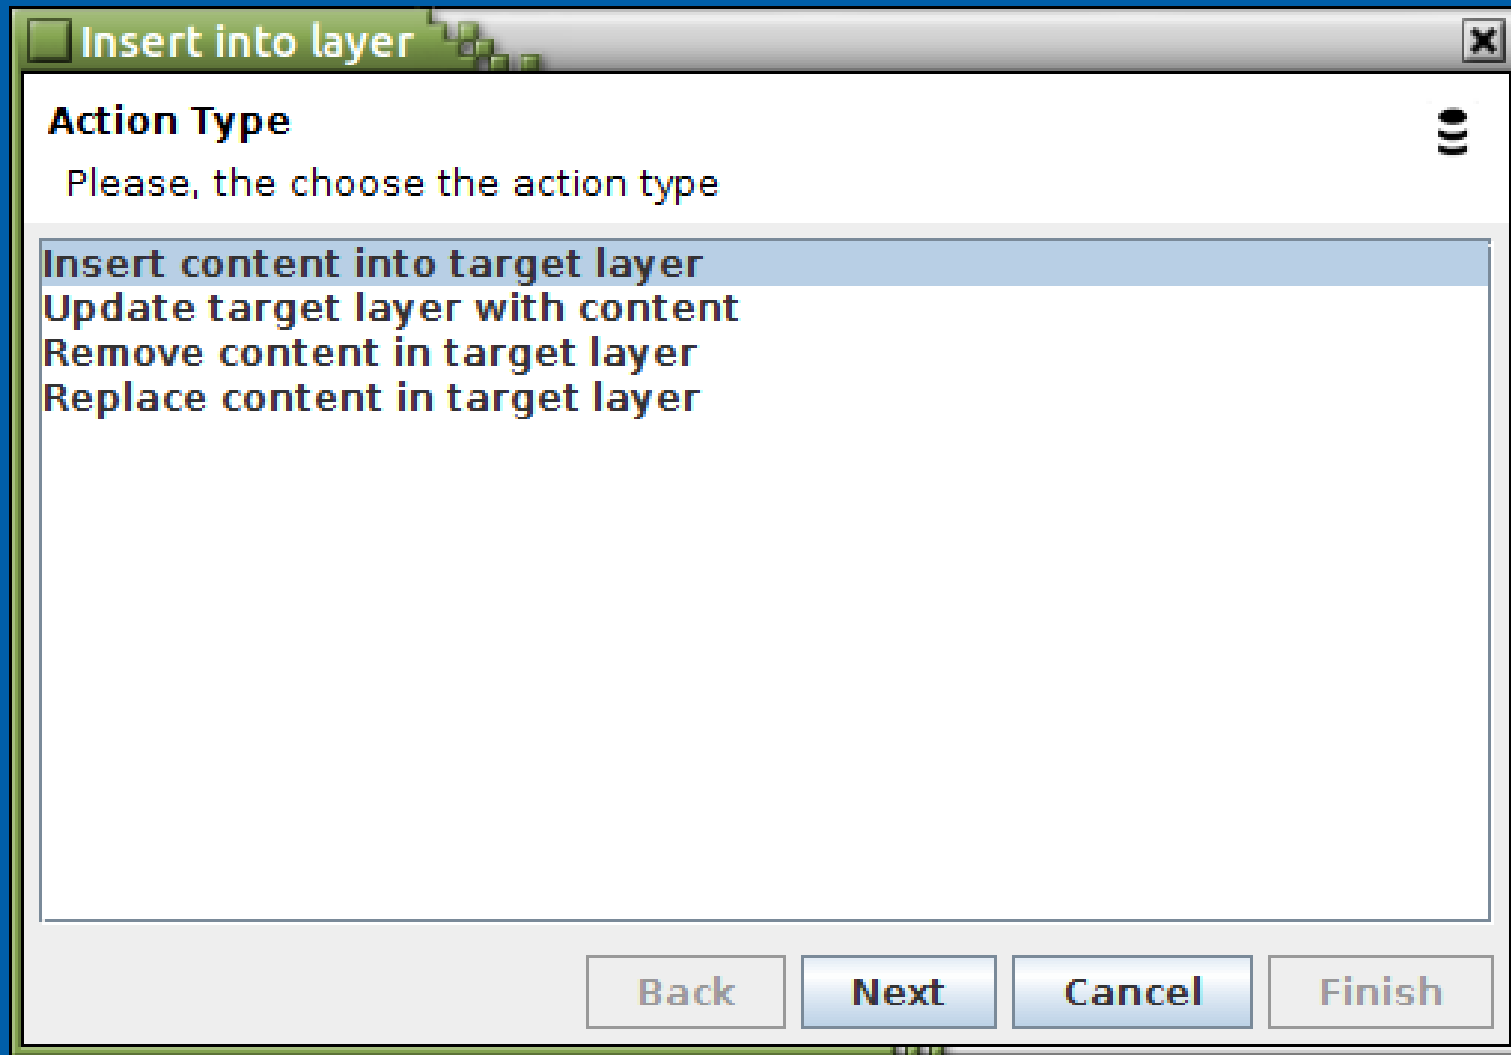 Insert into layer
Action Type
Please, the choose the action type
Insert content into target layer
Update target layer with content
Remove content in target layer
Replace content in target layer
Back Next Cancel Finish